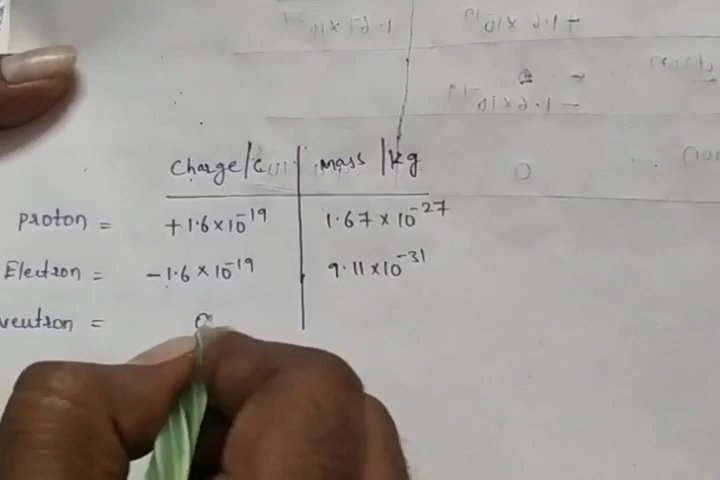 charge/C mass /kg
proton = +1.6×10⁻¹⁹ 1.67 × 10⁻²⁷
Electron = -1.6 × 10⁻¹⁹ 9.11×10⁻³¹
neutron = 0